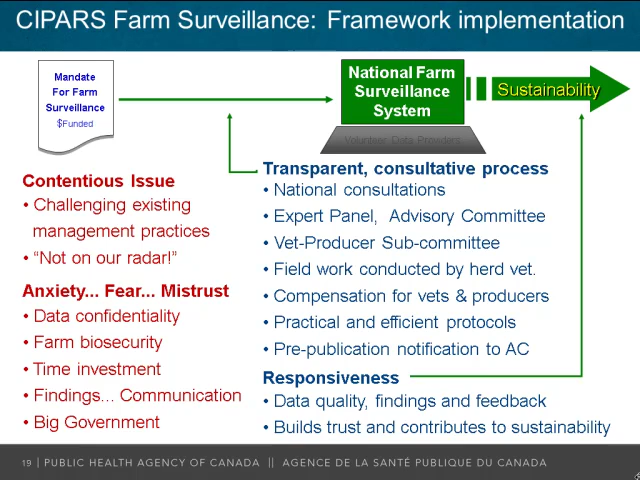 CIPARS Farm Surveillance: Framework implementation
Mandate
For Farm
Surveillance
$Funded
National Farm
Surveillance
System
Sustainability
Volunteer Data Providers
Contentious Issue
• Challenging existing
management practices
• “Not on our radar!”
Anxiety... Fear... Mistrust
• Data confidentiality
• Farm biosecurity
• Time investment
• Findings... Communication
• Big Government
Transparent, consultative process
• National consultations
• Expert Panel, Advisory Committee
• Vet-Producer Sub-committee
• Field work conducted by herd vet.
• Compensation for vets & producers
• Practical and efficient protocols
• Pre-publication notification to AC
Responsiveness
• Data quality, findings and feedback
• Builds trust and contributes to sustainability
19 | PUBLIC HEALTH AGENCY OF CANADA || AGENCE DE LA SANTÉ PUBLIQUE DU CANADA